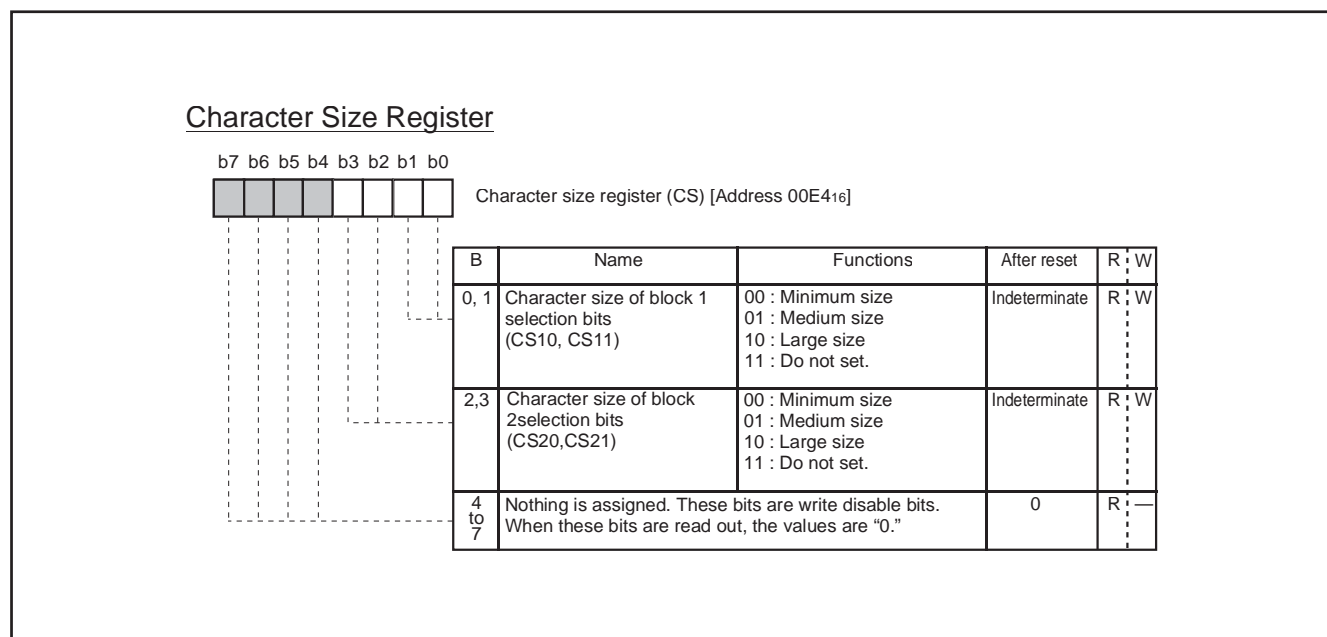 Character Size Register
b7 b6 b5 b4 b3 b2 b1 b0
Character size register (CS) [Address 00E416]
B Name Functions After reset R W
0, 1 Character size of block 1 00 : Minimum size Indeterminate R W
selection bits 01 : Medium size
(CS10, CS11) 10 : Large size
11 : Do not set.
2,3 Character size of block 00 : Minimum size Indeterminate R W
2selection bits 01 : Medium size
(CS20,CS21) 10 : Large size
11 : Do not set.
4 Nothing is assigned. These bits are write disable bits. 0 R —
to
7 When these bits are read out, the values are “0.”